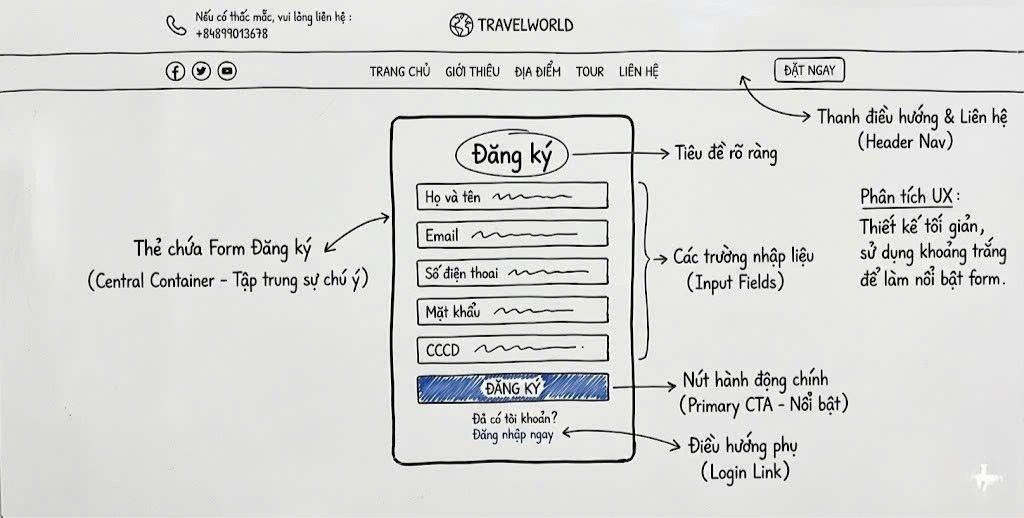 Nếu có thắc mắc, vui lòng liên hệ :
+84899013678
TRAVELWORLD
TRANG CHỦ GIỚI THIỆU ĐỊA ĐIỂM TOUR LIÊN HỆ
ĐẶT NGAY
Thanh điều hướng & Liên hệ
(Header Nav)
Đăng ký
Tiêu đề rõ ràng
Họ và tên
Email
Số điện thoai
Mặt khẩu
CCCD
ĐĂNG KÝ
Đả có tòi khoản?
Đăng nhập ngay
Thẻ chứa Form Đăng ký
(Central Container - Tập trung sự chú ý)
Các trường nhập liệu
(Input Fields)
Phân tích UX:
Thiết kế tối giản,
sử dụng khoảng trắng
để làm nổi bật form.
Nút hành động chính
(Primary CTA - Nổi bật)
Điều hướng phụ
(Login Link)